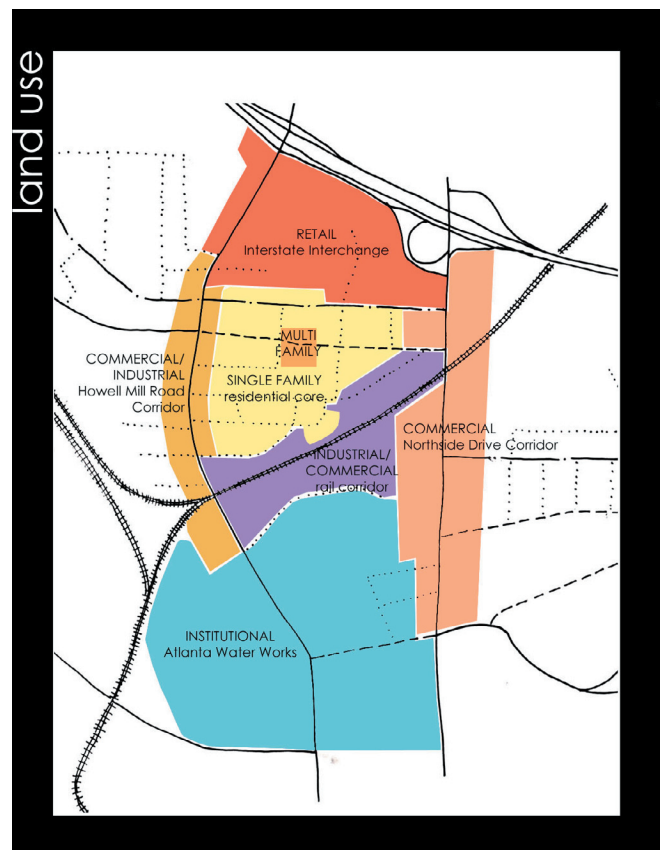 land use
RETAIL
Interstate Interchange
MULTI
FAMILY
COMMERCIAL/
INDUSTRIAL
Howell Mill Road
Corridor
SINGLE FAMILY
residential core
COMMERCIAL
Northside Drive Corridor
INDUSTRIAL/
COMMERCIAL
rail corridor
INSTITUTIONAL
Atlanta Water Works